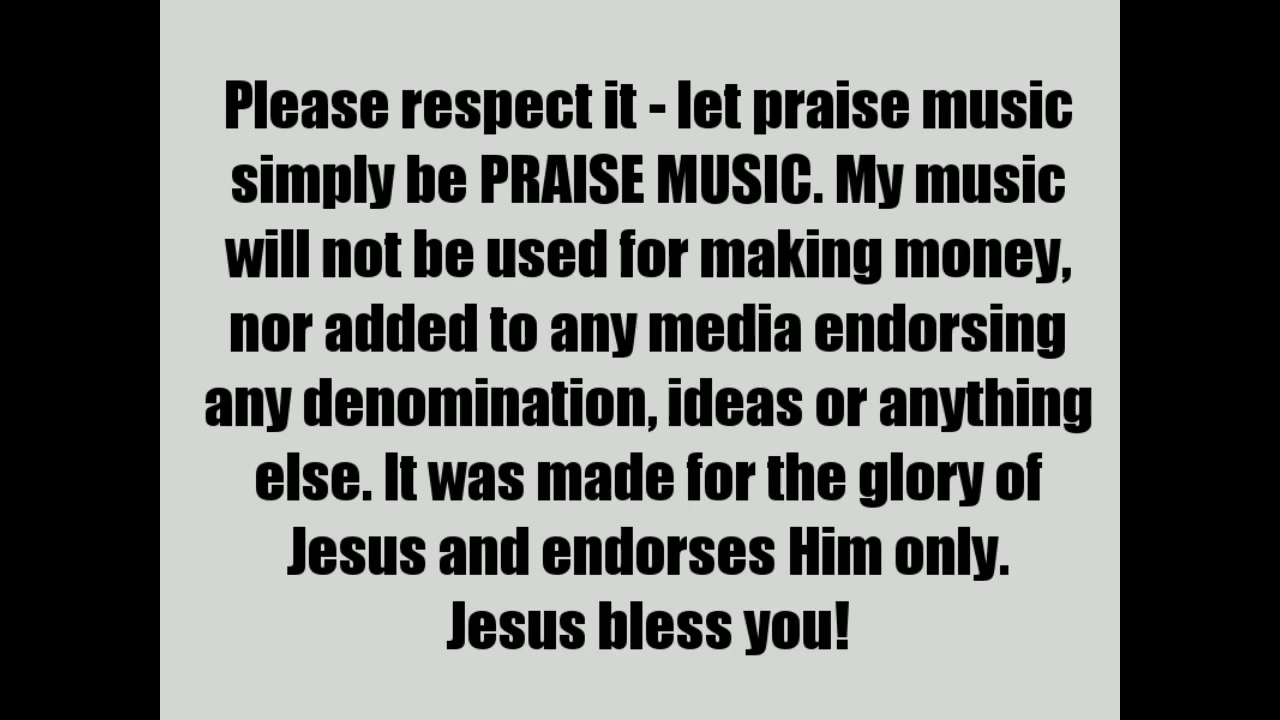 Please respect it - let praise music
simply be PRAISE MUSIC. My music
will not be used for making money,
nor added to any media endorsing
any denomination, ideas or anything
else. It was made for the glory of
Jesus and endorses Him only.
Jesus bless you!